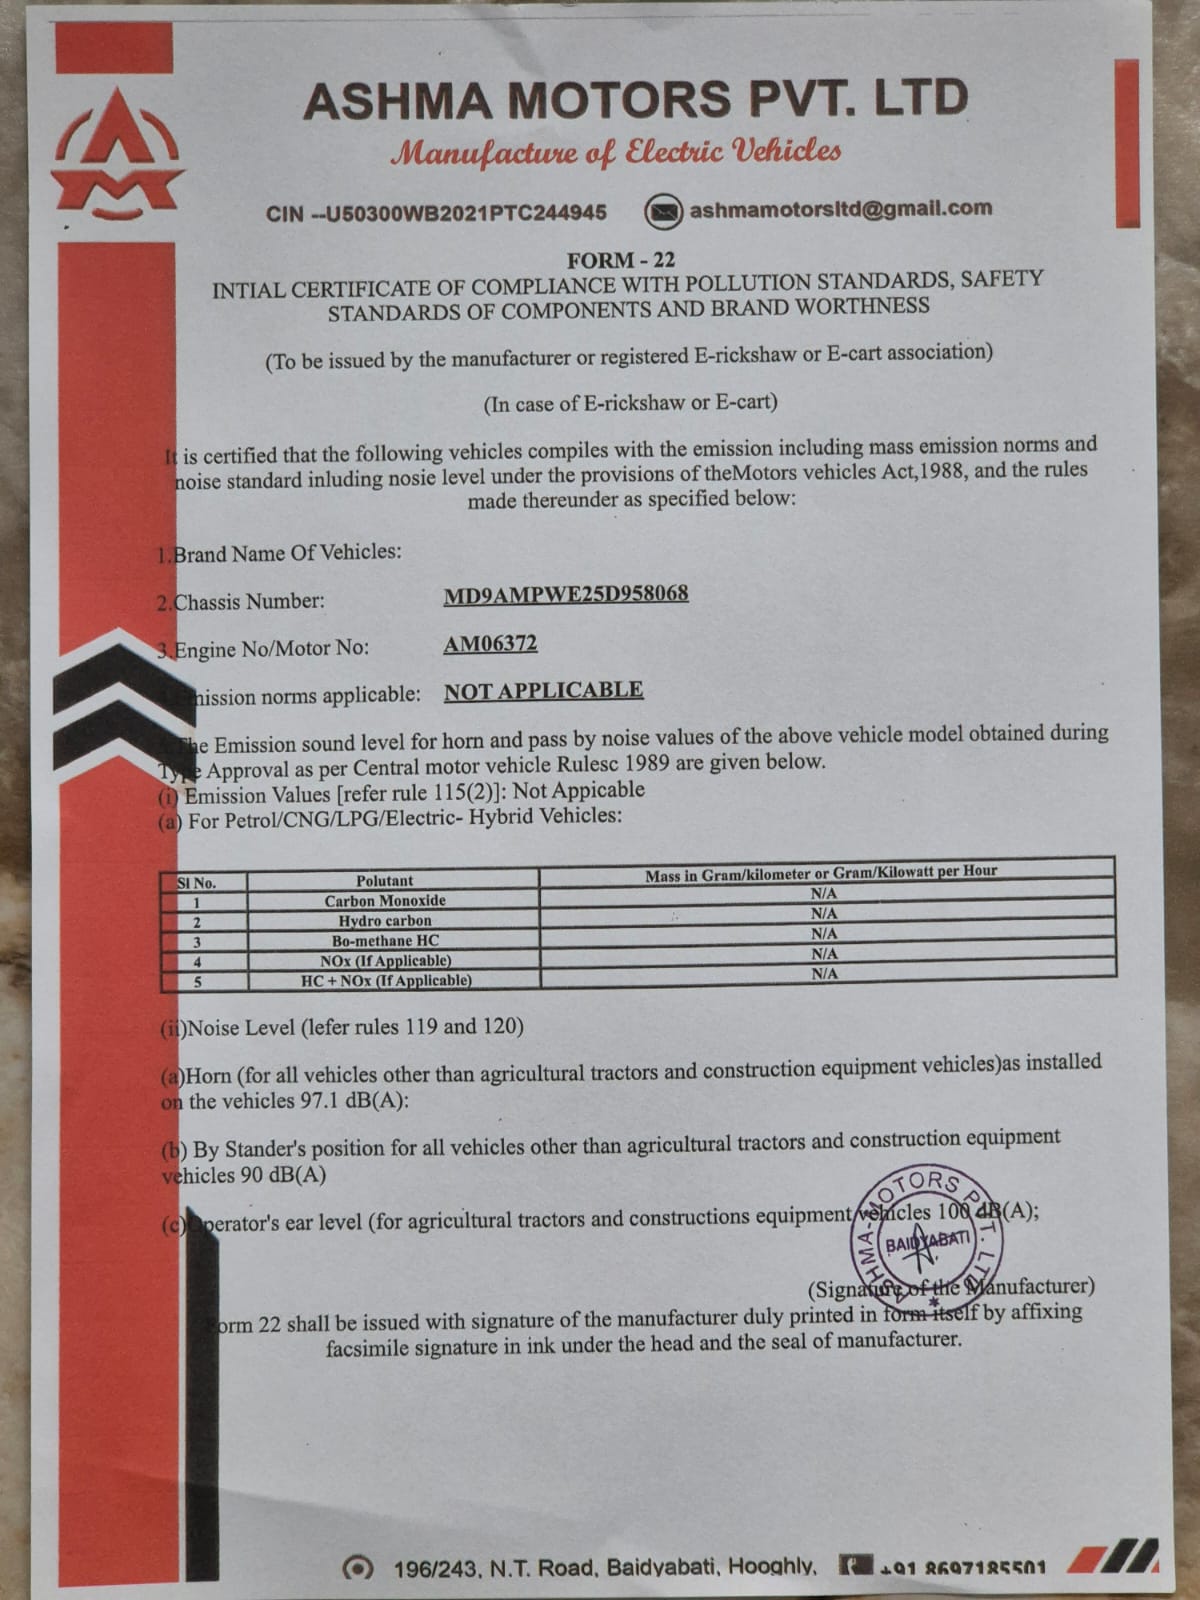 ASHMA MOTORS PVT. LTD
Manufacture of Electric Vehicles
CIN --U50300WB2021PTC244945 ashmamotorsltd@gmail.com
FORM - 22
INTIAL CERTIFICATE OF COMPLIANCE WITH POLLUTION STANDARDS, SAFETY
STANDARDS OF COMPONENTS AND BRAND WORTHNESS
(To be issued by the manufacturer or registered E-rickshaw or E-cart association)
(In case of E-rickshaw or E-cart)
It is certified that the following vehicles compiles with the emission including mass emission norms and
noise standard inluding nosie level under the provisions of theMotors vehicles Act,1988, and the rules
made thereunder as specified below:
1.Brand Name Of Vehicles:
2.Chassis Number: MD9AMPWE25D958068
3.Engine No/Motor No: AM06372
mission norms applicable: NOT APPLICABLE
The Emission sound level for horn and pass by noise values of the above vehicle model obtained during
Type Approval as per Central motor vehicle Rulesc 1989 are given below.
(i) Emission Values [refer rule 115(2)]: Not Appicable
(a) For Petrol/CNG/LPG/Electric- Hybrid Vehicles:
Sl No. Polutant Mass in Gram/kilometer or Gram/Kilowatt per Hour
1 Carbon Monoxide N/A
2 Hydro carbon N/A
3 Bo-methane HC N/A
4 NOx (If Applicable) N/A
5 HC + NOx (If Applicable) N/A
(ii)Noise Level (lefer rules 119 and 120)
(a)Horn (for all vehicles other than agricultural tractors and construction equipment vehicles)as installed
on the vehicles 97.1 dB(A):
(b) By Stander's position for all vehicles other than agricultural tractors and construction equipment
vehicles 90 dB(A)
(c)Operator's ear level (for agricultural tractors and constructions equipment vehicles 100 dB(A);
ASHMA-MOTORS PVT. LTD
BAIDYABATI
(Signature of the Manufacturer)
Form 22 shall be issued with signature of the manufacturer duly printed in form itself by affixing
facsimile signature in ink under the head and the seal of manufacturer.
196/243, N.T. Road, Baidyabati, Hooghly, +91 8697185501